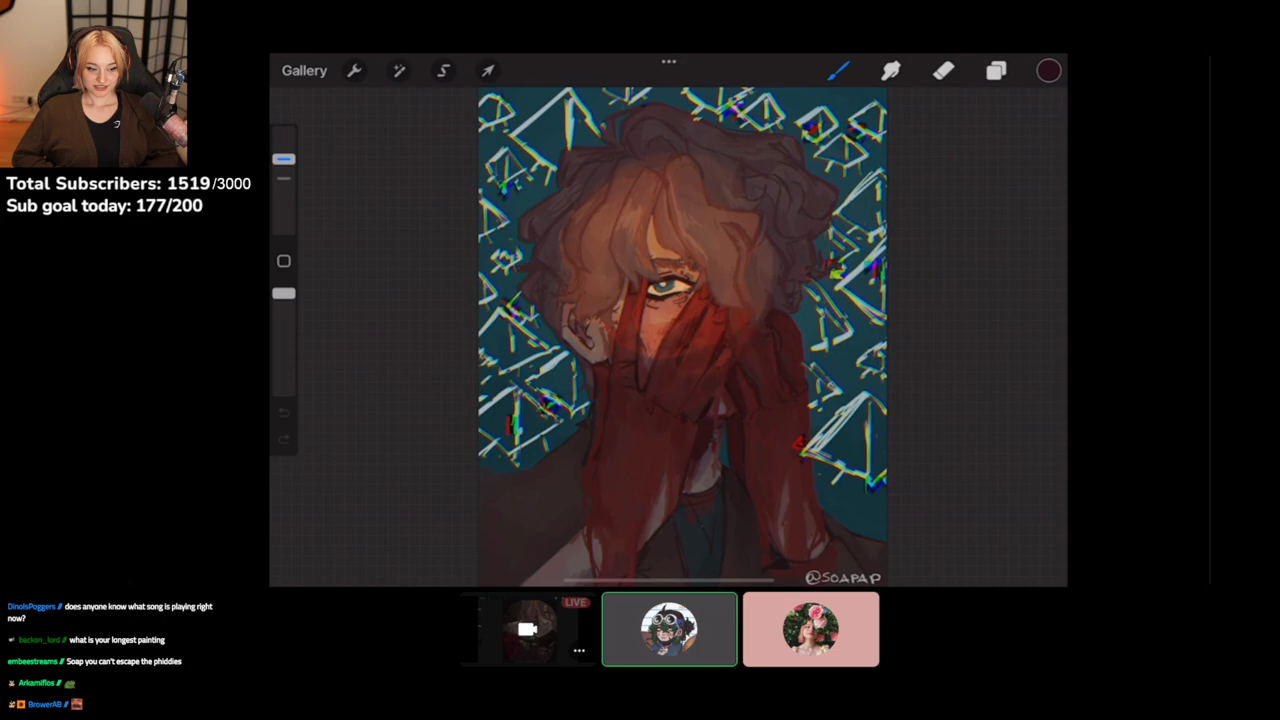 Gallery
Total Subscribers: 1519/3000
Sub goal today: 177/200
@SOAPAP
LIVE
DinoIsPoggers // does anyone know what song is playing right
now?
backon_lord // what is your longest painting
embeestreams // Soap you can't escape the phiddies
Arkamiflos //
BrowerAB //